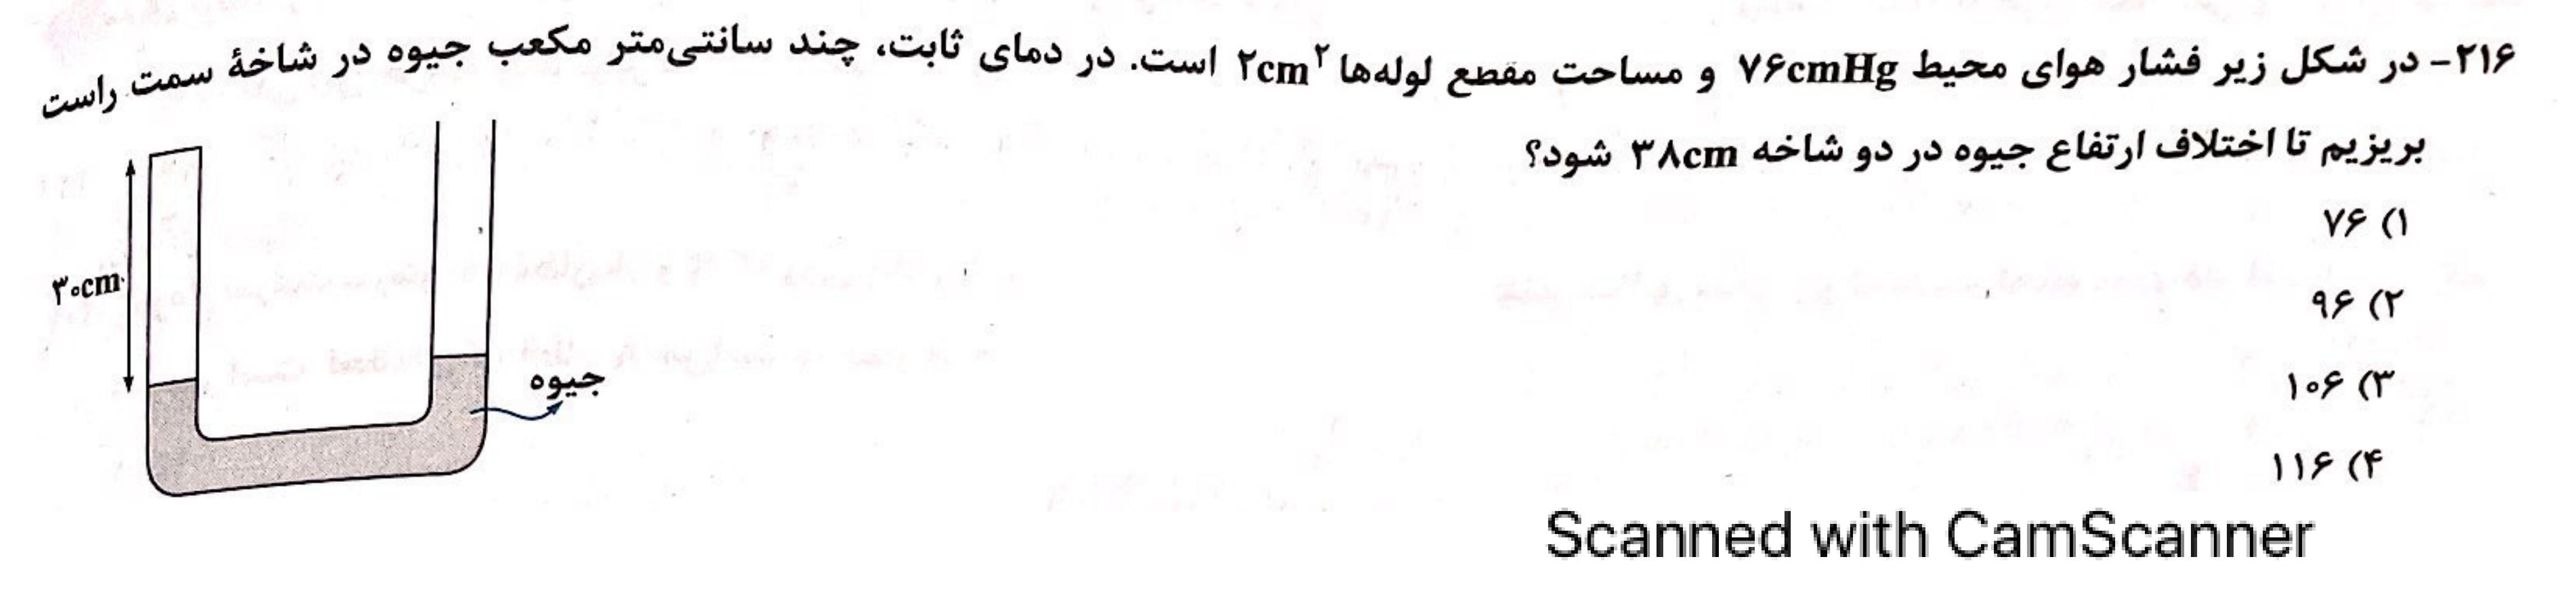 ۲۱۶- در شکل زیر فشار هوای محیط ۷۶cmHg و مساحت مقطع لوله‌ها ۲cm² است. در دمای ثابت، چند سانتی‌متر مکعب جیوه در شاخهٔ سمت راست
بریزیم تا اختلاف ارتفاع جیوه در دو شاخه ۳۸cm شود؟
۱) ۷۶
۲) ۹۶
۳) ۱۰۶
۴) ۱۱۶
۳۰cm
جیوه
Scanned with CamScanner